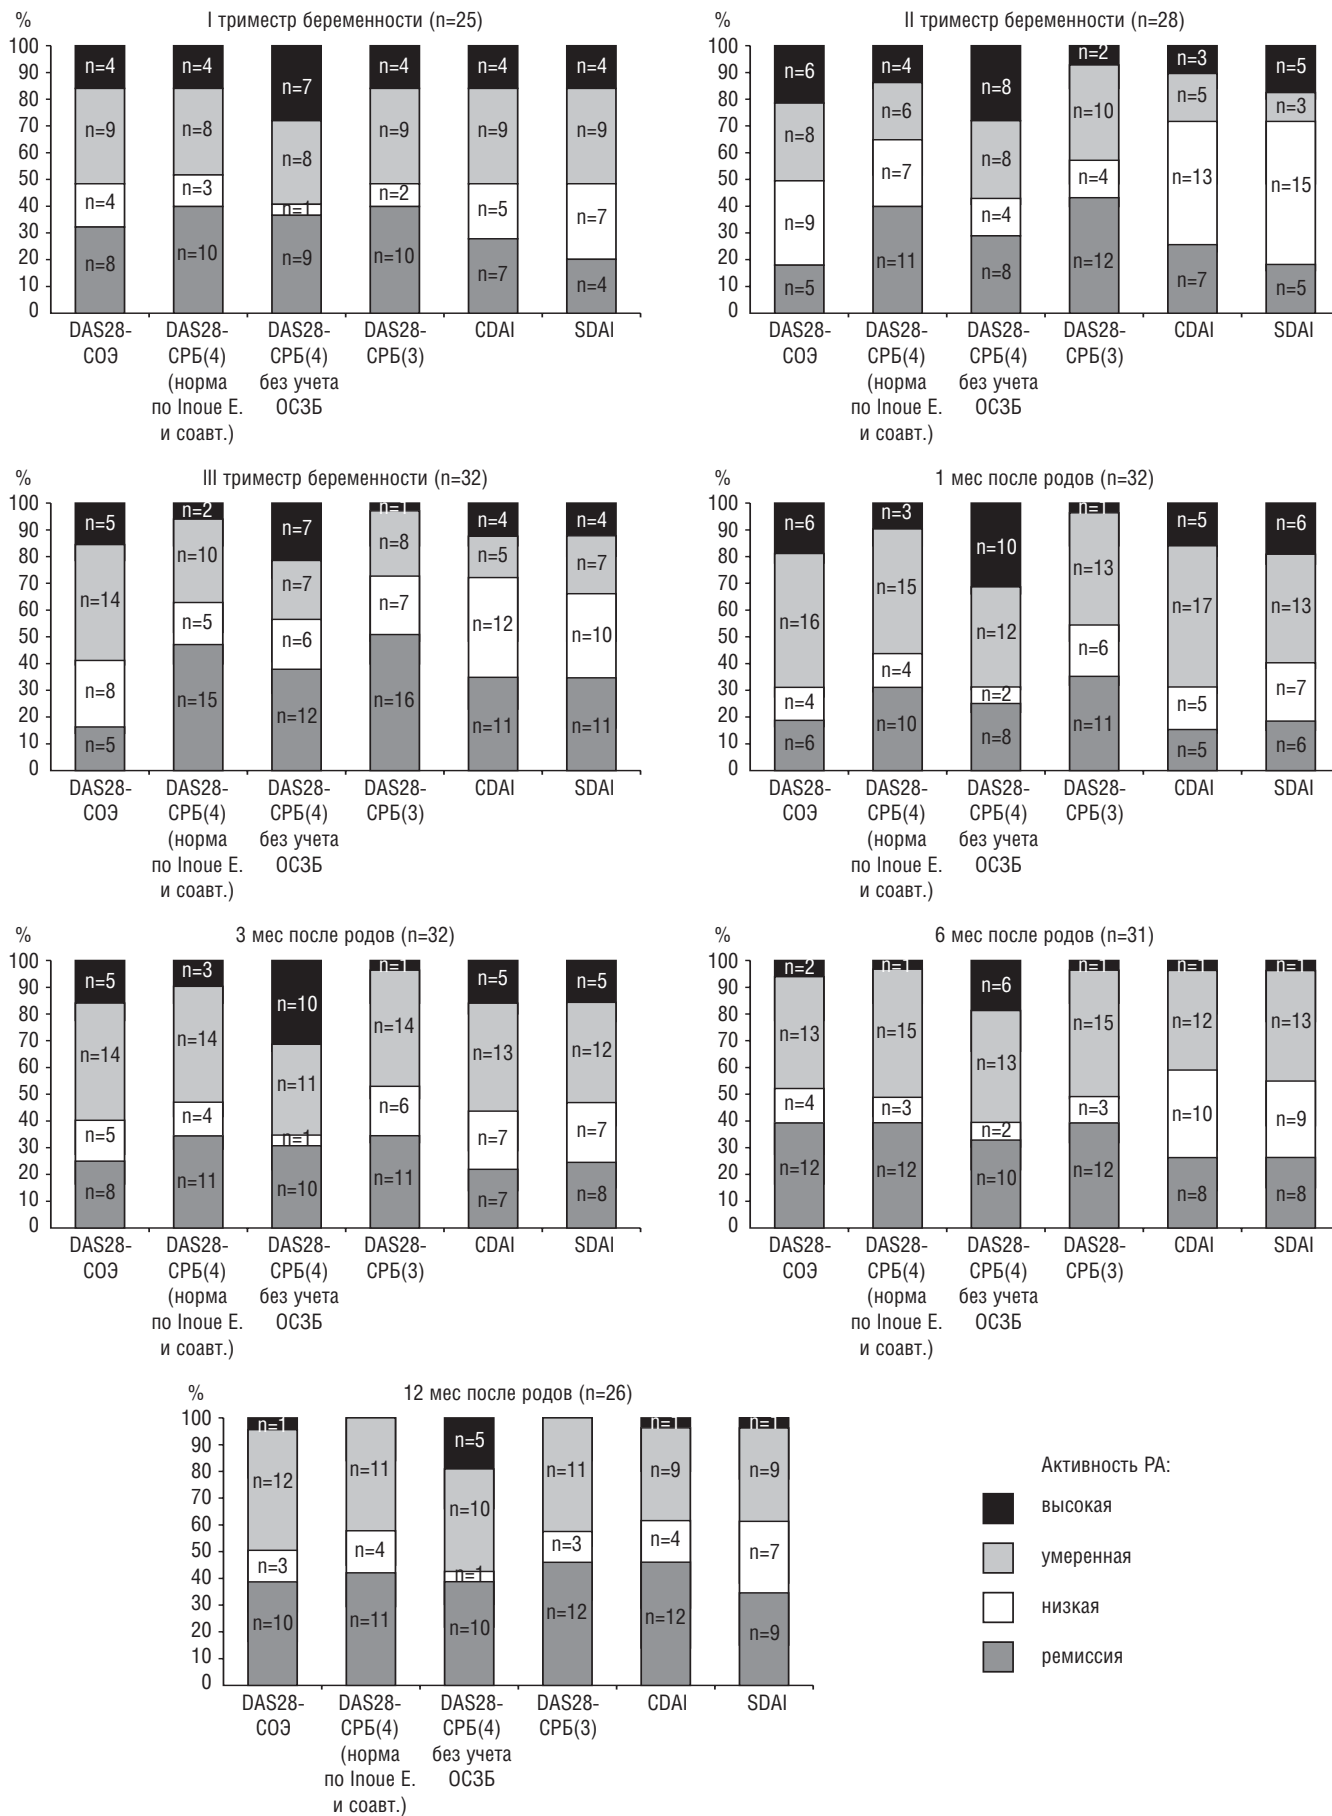 % I триместр беременности (n=25)
100
90
80
70
60
50
40
30
20
10
0
n=4 n=4 n=7 n=4 n=4 n=4
n=9 n=8 n=8 n=9 n=9 n=9
n=4 n=3 n=1 n=2 n=5 n=7
n=8 n=10 n=9 n=10 n=7 n=4
DAS28- DAS28- DAS28- DAS28- CDAI SDAI
СОЭ СРБ(4) СРБ(4) СРБ(3)
(норма без учета
по Inoue E. ОСЗБ
и соавт.)
% II триместр беременности (n=28)
100
90
80
70
60
50
40
30
20
10
0
n=6 n=4 n=8 n=2 n=3 n=5
n=8 n=6 n=8 n=10 n=5 n=3
n=9 n=7 n=4 n=4 n=13 n=15
n=5 n=11 n=8 n=12 n=7 n=5
DAS28- DAS28- DAS28- DAS28- CDAI SDAI
СОЭ СРБ(4) СРБ(4) СРБ(3)
(норма без учета
по Inoue E. ОСЗБ
и соавт.)
% III триместр беременности (n=32)
100
90
80
70
60
50
40
30
20
10
0
n=5 n=2 n=7 n=1 n=4 n=4
n=14 n=10 n=7 n=8 n=5 n=7
n=8 n=5 n=6 n=7 n=12 n=10
n=5 n=15 n=12 n=16 n=11 n=11
DAS28- DAS28- DAS28- DAS28- CDAI SDAI
СОЭ СРБ(4) СРБ(4) СРБ(3)
(норма без учета
по Inoue E. ОСЗБ
и соавт.)
% 1 мес после родов (n=32)
100
90
80
70
60
50
40
30
20
10
0
n=6 n=3 n=10 n=1 n=5 n=6
n=16 n=15 n=12 n=13 n=17 n=13
n=4 n=4 n=2 n=6 n=5 n=7
n=6 n=10 n=8 n=11 n=5 n=6
DAS28- DAS28- DAS28- DAS28- CDAI SDAI
СОЭ СРБ(4) СРБ(4) СРБ(3)
(норма без учета
по Inoue E. ОСЗБ
и соавт.)
% 3 мес после родов (n=32)
100
90
80
70
60
50
40
30
20
10
0
n=5 n=3 n=10 n=1 n=5 n=5
n=14 n=14 n=11 n=14 n=13 n=12
n=5 n=4 n=1 n=6 n=7 n=7
n=8 n=11 n=10 n=11 n=7 n=8
DAS28- DAS28- DAS28- DAS28- CDAI SDAI
СОЭ СРБ(4) СРБ(4) СРБ(3)
(норма без учета
по Inoue E. ОСЗБ
и соавт.)
% 6 мес после родов (n=31)
100
90
80
70
60
50
40
30
20
10
0
n=2 n=1 n=6 n=1 n=1 n=1
n=13 n=15 n=13 n=15 n=12 n=13
n=4 n=3 n=2 n=3 n=10 n=9
n=12 n=12 n=10 n=12 n=8 n=8
DAS28- DAS28- DAS28- DAS28- CDAI SDAI
СОЭ СРБ(4) СРБ(4) СРБ(3)
(норма без учета
по Inoue E. ОСЗБ
и соавт.)
% 12 мес после родов (n=26)
100
90
80
70
60
50
40
30
20
10
0
n=1 n=5 n=1 n=1
n=12 n=11 n=10 n=11 n=9 n=9
n=3 n=4 n=1 n=3 n=4 n=7
n=10 n=11 n=10 n=12 n=12 n=9
DAS28- DAS28- DAS28- DAS28- CDAI SDAI
СОЭ СРБ(4) СРБ(4) СРБ(3)
(норма без учета
по Inoue E. ОСЗБ
и соавт.)
Активность РА:
высокая
умеренная
низкая
ремиссия